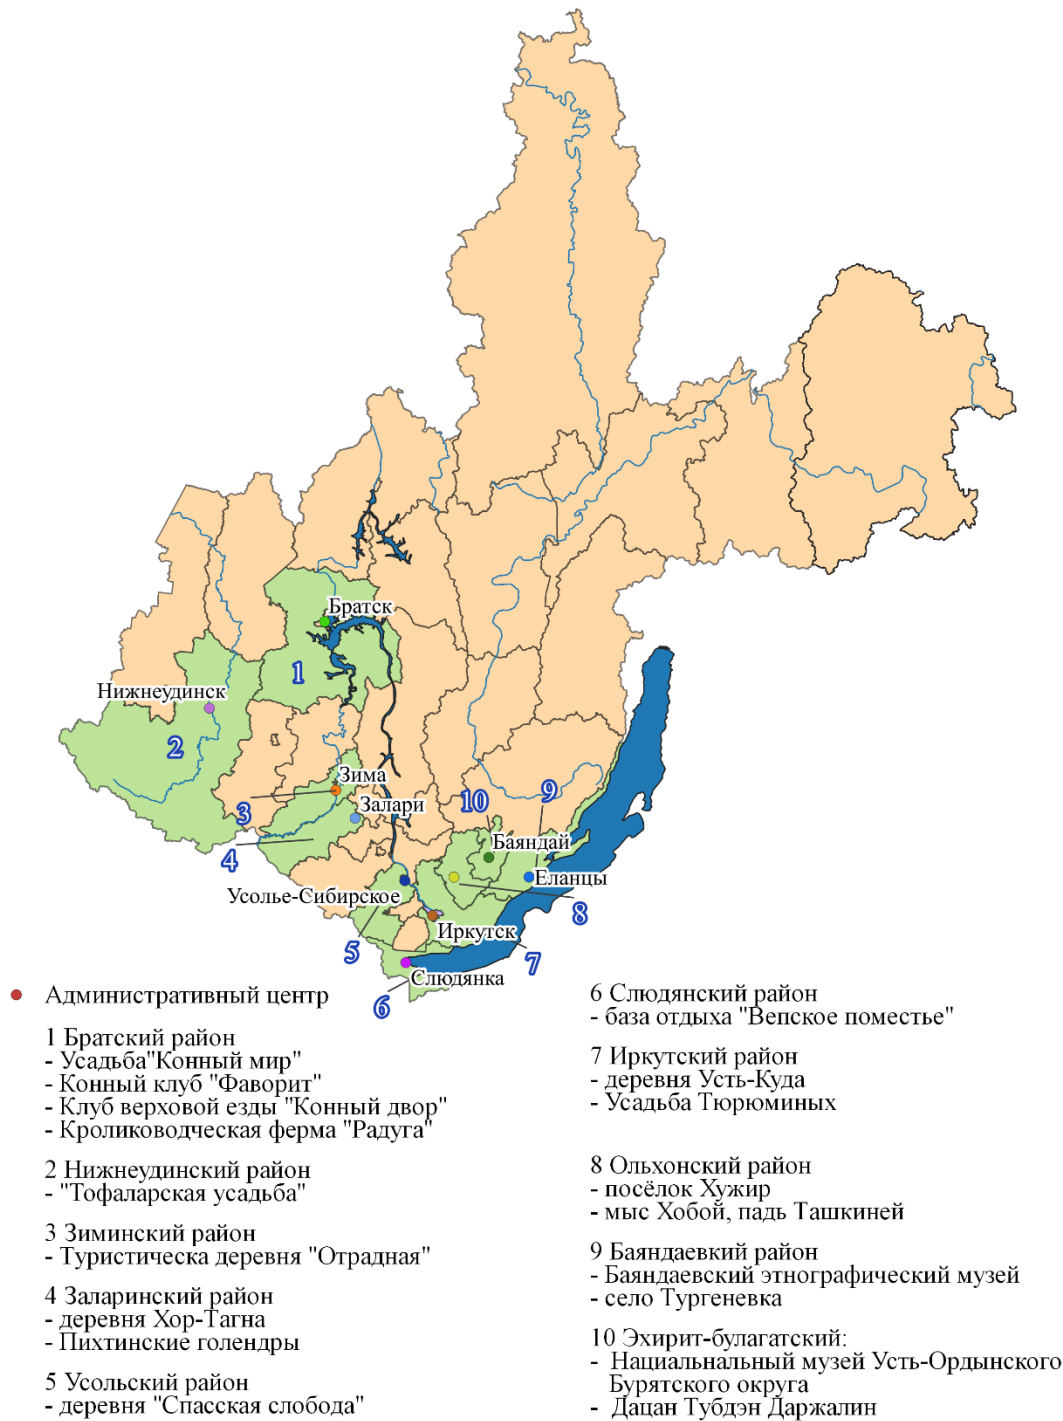 Братск
1
Нижнеудинск
2
Зима
3
Залари
9
10
4
Баяндай
Усолье-Сибирское
Еланцы
8
5
Иркутск
7
Слюдянка
6
Административный центр
1 Братский район
- Усадьба"Конный мир"
- Конный клуб "Фаворит"
- Клуб верховой езды "Конный двор"
- Кролиководческая ферма "Радуга"
2 Нижнеудинский район
- "Тофаларская усадьба"
3 Зиминский район
- Туристическа деревня "Отрадная"
4 Заларинский район
- деревня Хор-Тагна
- Пихтинские голендры
5 Усольский район
- деревня "Спасская слобода"
6 Слюдянский район
- база отдыха "Вепское поместье"
7 Иркутский район
- деревня Усть-Куда
- Усадьба Тюрюминых
8 Ольхонский район
- посёлок Хужир
- мыс Хобой, падь Ташкиней
9 Баяндаевкий район
- Баяндаевский этнографический музей
- село Тургеневка
10 Эхирит-булагатский:
- Нациальнальный музей Усть-Ордынского
Бурятского округа
- Дацан Тубдэн Даржалин